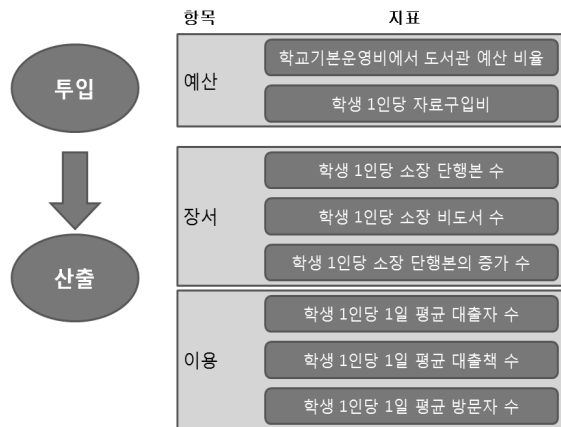 항목 지표
투입
예산
학교기본운영비에서 도서관 예산 비율
학생 1인당 자료구입비
산출
장서
학생 1인당 소장 단행본 수
학생 1인당 소장 비도서 수
학생 1인당 소장 단행본의 증가 수
이용
학생 1인당 1일 평균 대출자 수
학생 1인당 1일 평균 대출책 수
학생 1인당 1일 평균 방문자 수